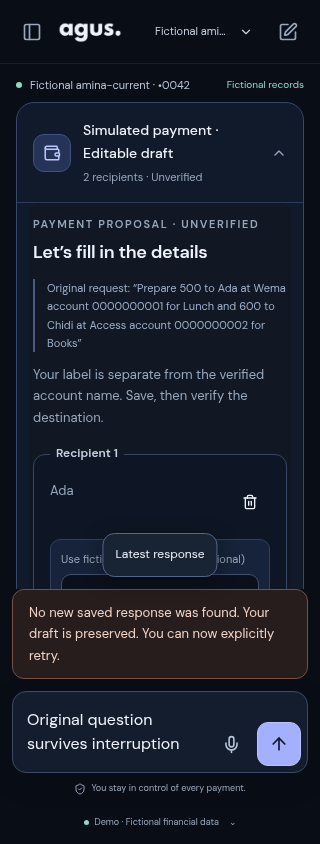 agus.
Fictional ami...
Fictional amina-current · •0042
Fictional records
Simulated payment ·
Editable draft
2 recipients · Unverified
PAYMENT PROPOSAL · UNVERIFIED
Let's fill in the details
Original request: “Prepare 500 to Ada at Wema
account 0000000001 for Lunch and 600 to
Chidi at Access account 0000000002 for
Books”
Your label is separate from the verified
account name. Save, then verify the
destination.
Recipient 1
Ada
Latest response
No new saved response was found. Your
draft is preserved. You can now explicitly
retry.
Original question
survives interruption
You stay in control of every payment.
Demo · Fictional financial data